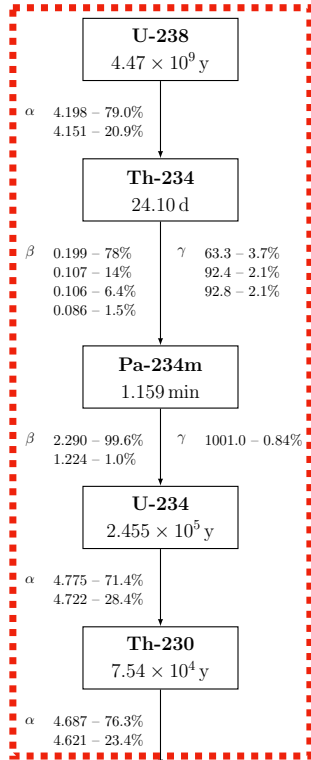 U-238
4.47 × 10⁹ y
α 4.198 – 79.0%
4.151 – 20.9%
Th-234
24.10 d
β 0.199 – 78% γ 63.3 – 3.7%
0.107 – 14% 92.4 – 2.1%
0.106 – 6.4% 92.8 – 2.1%
0.086 – 1.5%
Pa-234m
1.159 min
β 2.290 – 99.6% γ 1001.0 – 0.84%
1.224 – 1.0%
U-234
2.455 × 10⁵ y
α 4.775 – 71.4%
4.722 – 28.4%
Th-230
7.54 × 10⁴ y
α 4.687 – 76.3%
4.621 – 23.4%